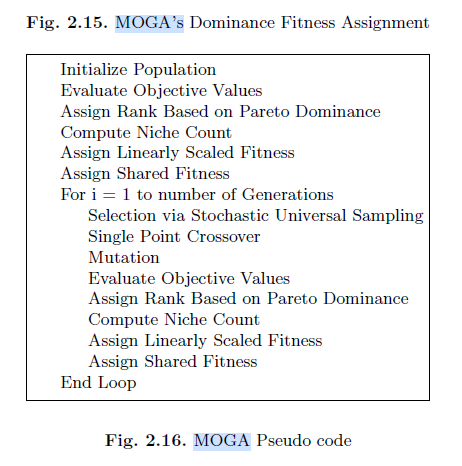 Fig. 2.15. MOGA's Dominance Fitness Assignment
Initialize Population
Evaluate Objective Values
Assign Rank Based on Pareto Dominance
Compute Niche Count
Assign Linearly Scaled Fitness
Assign Shared Fitness
For i = 1 to number of Generations
Selection via Stochastic Universal Sampling
Single Point Crossover
Mutation
Evaluate Objective Values
Assign Rank Based on Pareto Dominance
Compute Niche Count
Assign Linearly Scaled Fitness
Assign Shared Fitness
End Loop
Fig. 2.16. MOGA Pseudo code